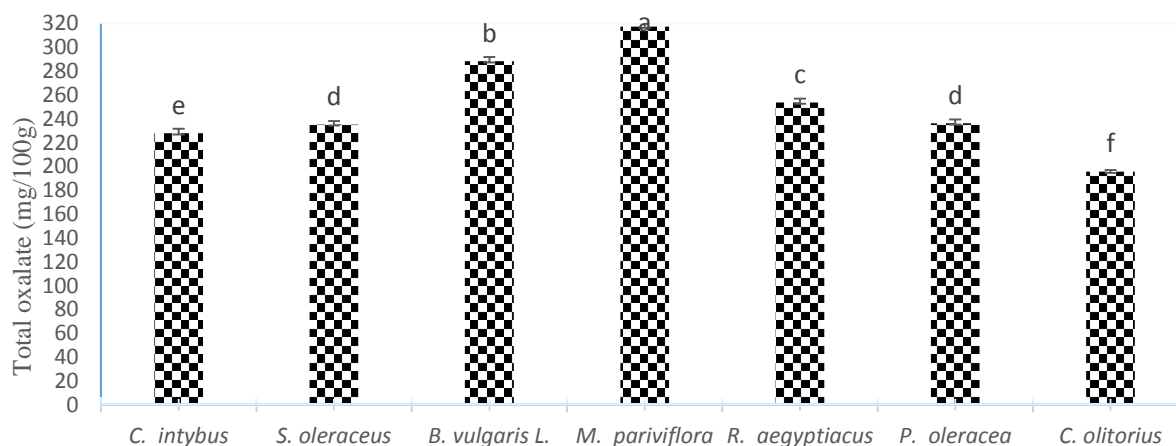 Total oxalate (mg/100g)
320
300
280
260
240
220
200
180
160
140
120
100
80
60
40
20
0
e
d
b
a
c
d
f
C. intybus
S. oleraceus
B. vulgaris L.
M. pariviflora
R. aegyptiacus
P. oleracea
C. olitorius